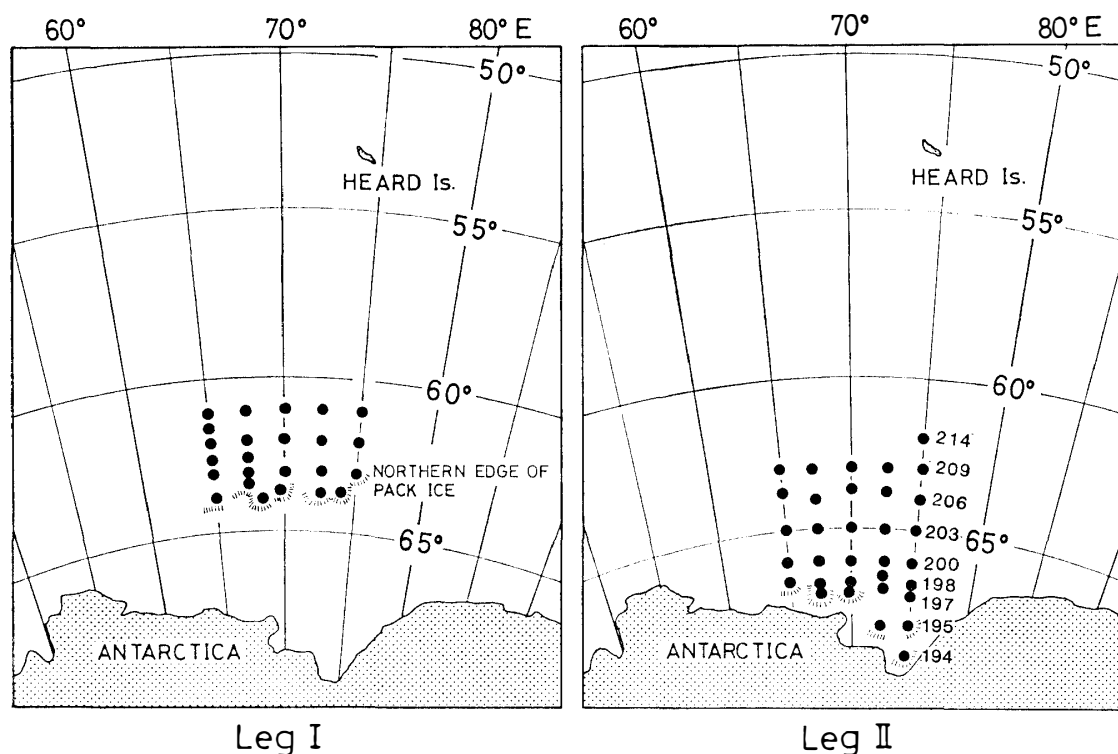 60° 70° 80° E
50°
HEARD Is.
55°
60°
NORTHERN EDGE OF
PACK ICE
65°
ANTARCTICA
Leg I
60° 70° 80° E
50°
HEARD Is.
55°
60°
214
209
206
203
65°
200
198
197
195
ANTARCTICA
194
Leg II